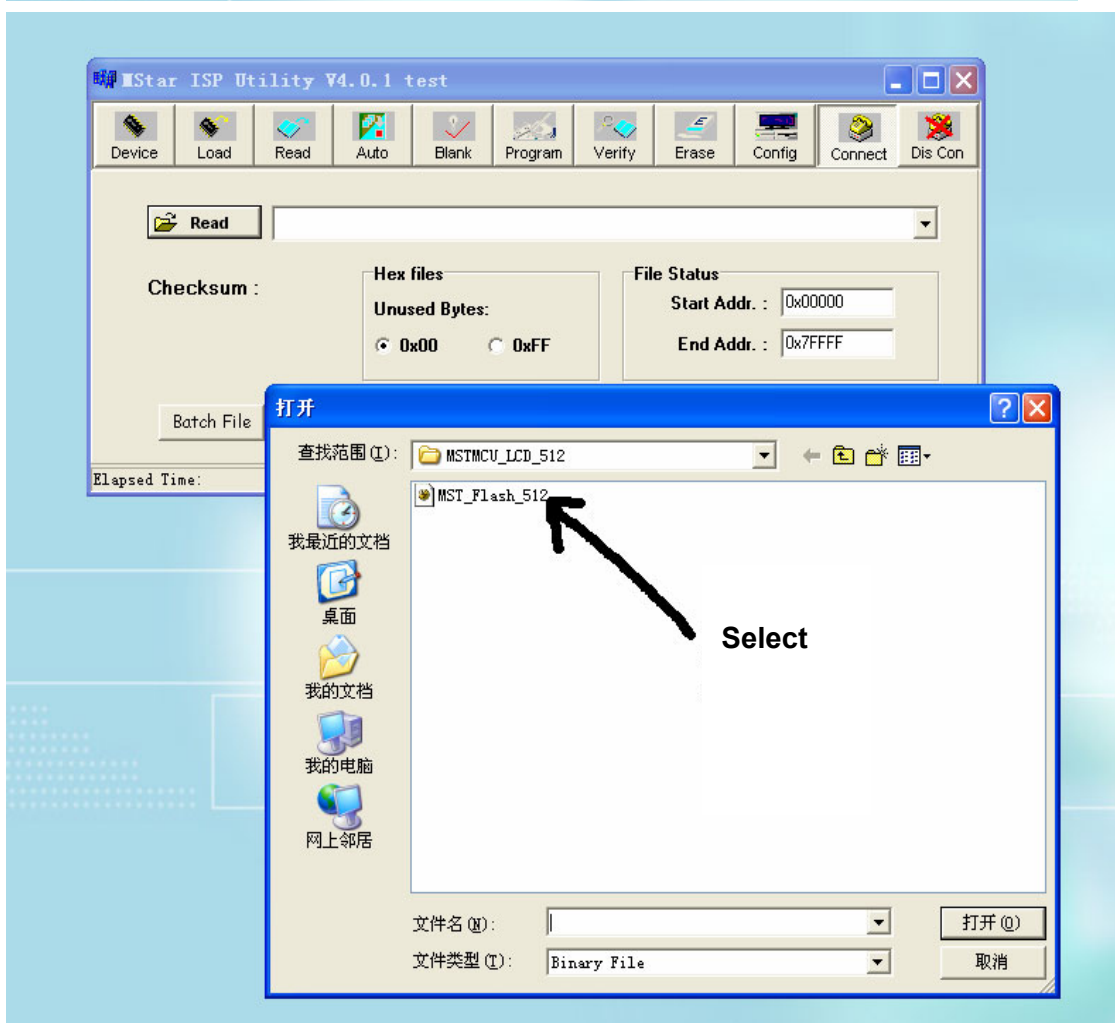 MStar ISP Utility V4.0.1 test
Device Load Read Auto Blank Program Verify Erase Config Connect Dis Con
Read
Checksum :
Hex files
Unused Bytes:
0x00 0xFF
File Status
Start Addr. : 0x00000
End Addr. : 0x7FFFF
Batch File
Elapsed Time:
打开
查找范围(I): MSTMCU_LCD_512
MST_Flash_512
我最近的文档
桌面
我的文档
我的电脑
网上邻居
Select
文件名(N): 打开(O)
文件类型(T): Binary File 取消